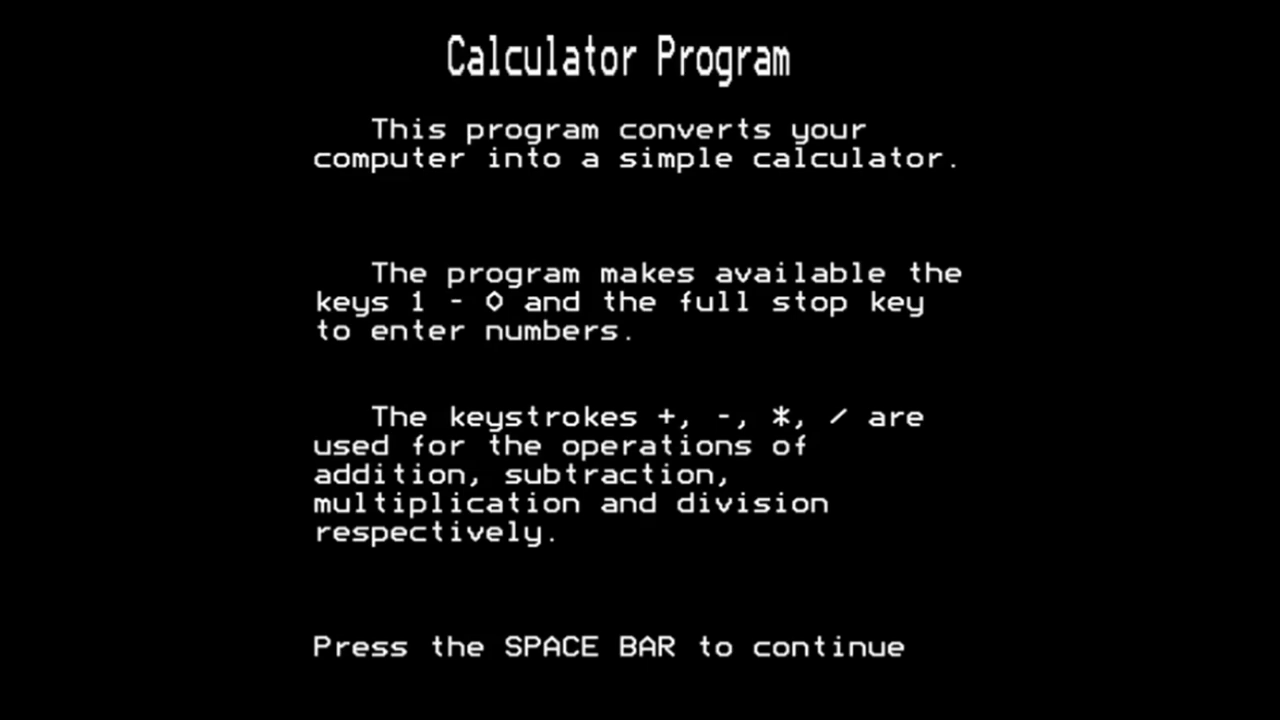 Calculator Program
This program converts your
computer into a simple calculator.
The program makes available the
keys 1 - 0 and the full stop key
to enter numbers.
The keystrokes +, -, *, / are
used for the operations of
addition, subtraction,
multiplication and division
respectively.
Press the SPACE BAR to continue